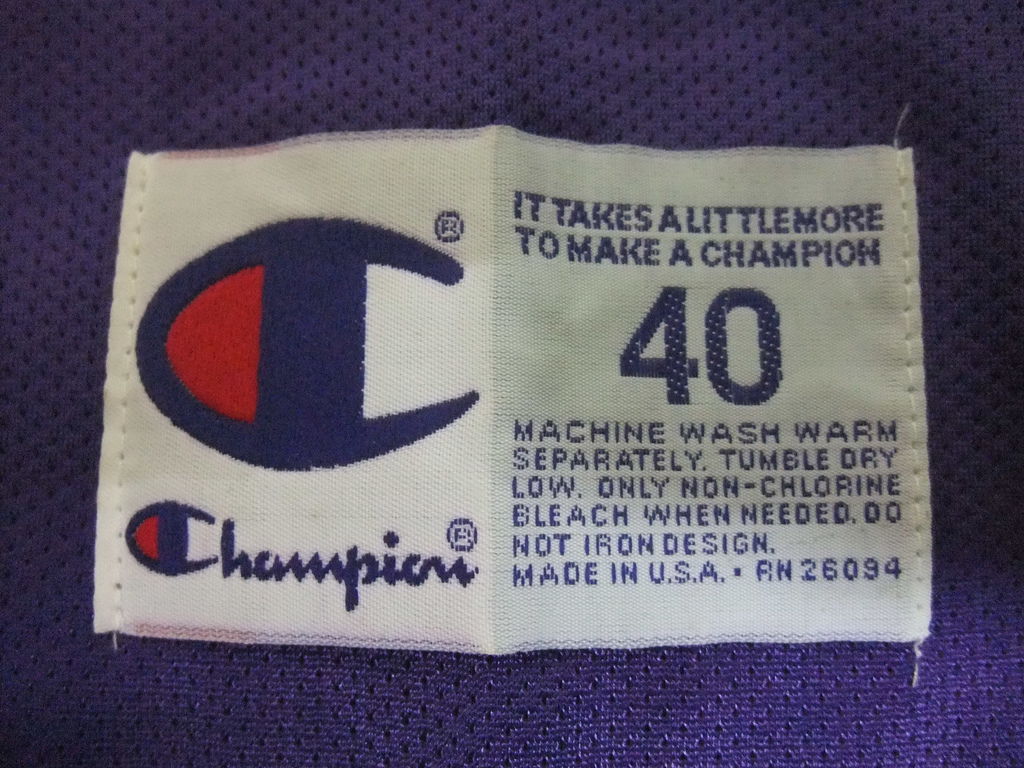 ®
Champion®
IT TAKES A LITTLE MORE
TO MAKE A CHAMPION
40
MACHINE WASH WARM
SEPARATELY. TUMBLE DRY
LOW. ONLY NON-CHLORINE
BLEACH WHEN NEEDED. DO
NOT IRON DESIGN.
MADE IN U.S.A. • RN 26094